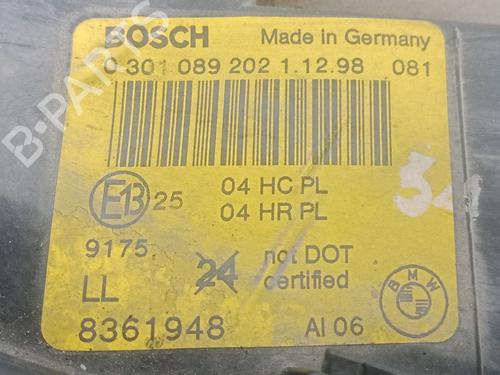 BOSCH Made in Germany
0 301 089 202 1.12.98 081
E13 25 04 HC PL
04 HR PL
9175. 24 not DOT
LL certified
8361948 AI 06
BMW
B-PARTS